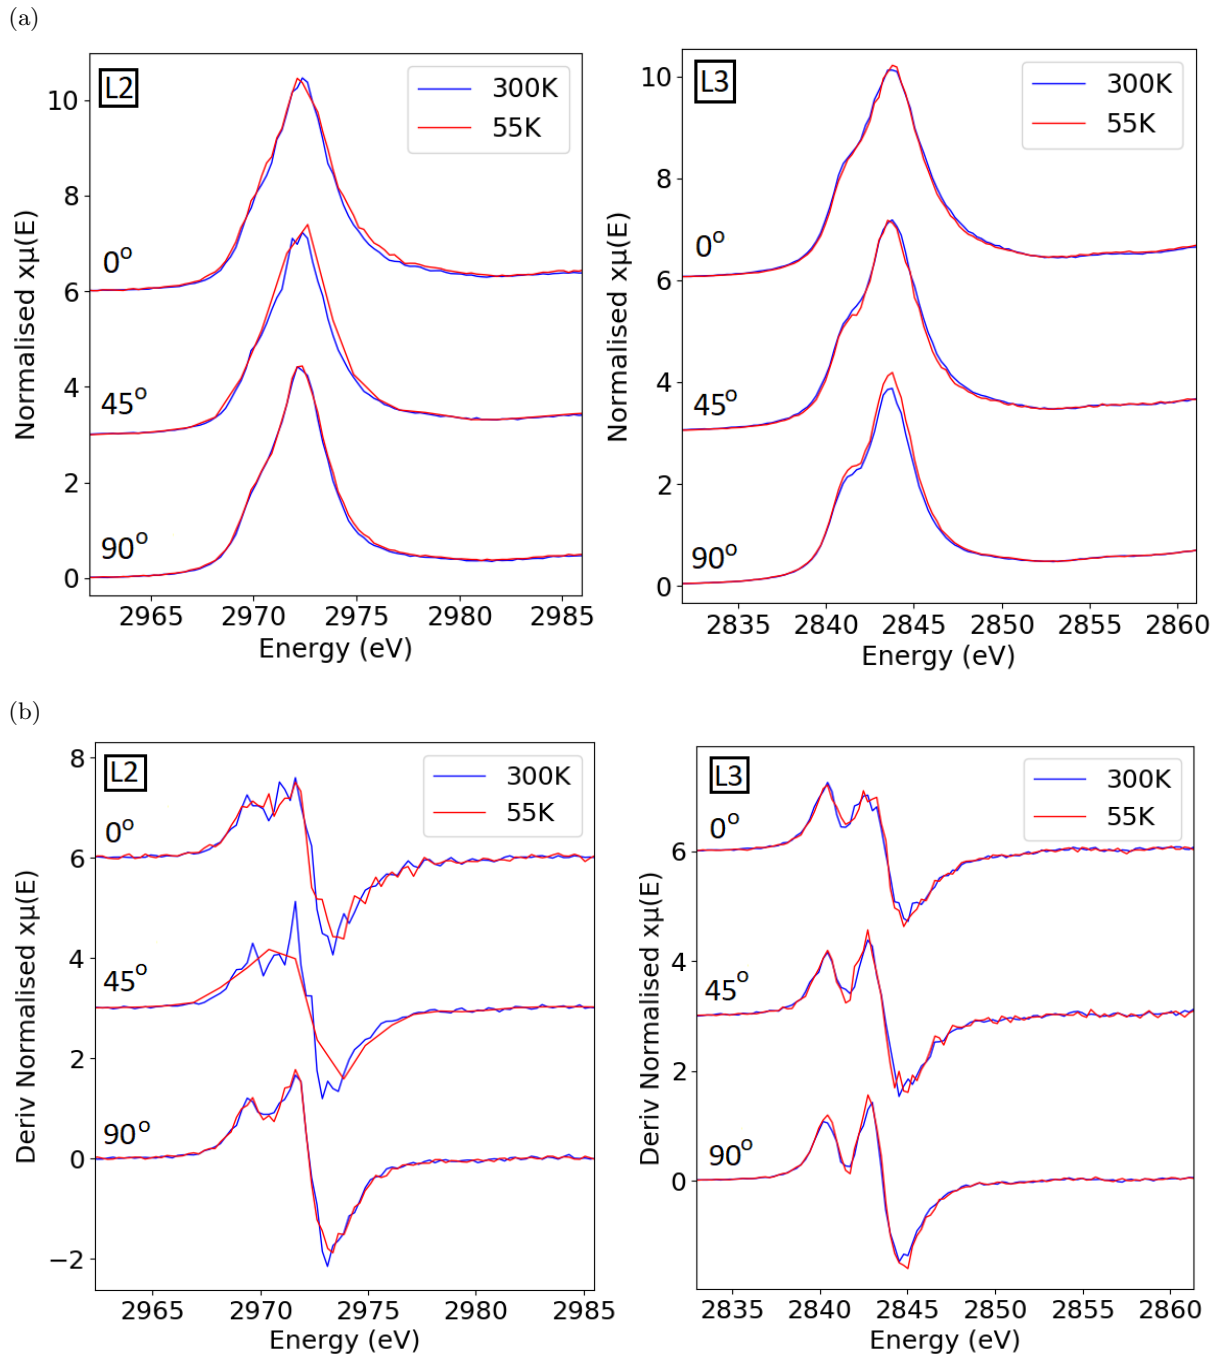 (a)
L2
300K
55K
10
8
6
4
2
0
0°
45°
90°
Normalised xμ(E)
2965 2970 2975 2980 2985
Energy (eV)
L3
300K
55K
10
8
6
4
2
0
0°
45°
90°
Normalised xμ(E)
2835 2840 2845 2850 2855 2860
Energy (eV)
(b)
L2
300K
55K
8
6
4
2
0
−2
0°
45°
90°
Deriv Normalised xμ(E)
2965 2970 2975 2980 2985
Energy (eV)
L3
300K
55K
6
4
2
0
0°
45°
90°
Deriv Normalised xμ(E)
2835 2840 2845 2850 2855 2860
Energy (eV)